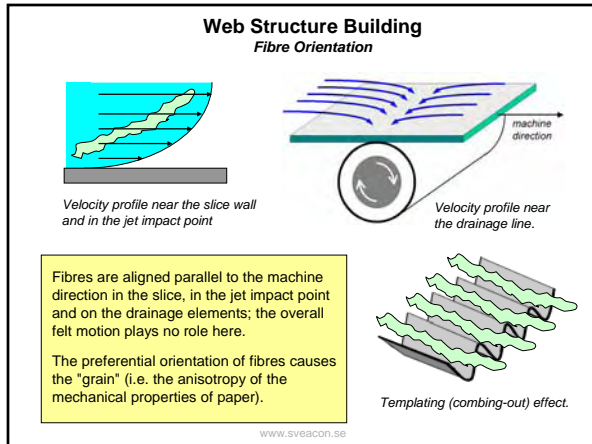 Web Structure Building
Fibre Orientation
machine
direction
Velocity profile near the slice wall
and in the jet impact point
Velocity profile near
the drainage line.
Fibres are aligned parallel to the machine
direction in the slice, in the jet impact point
and on the drainage elements; the overall
felt motion plays no role here.
The preferential orientation of fibres causes
the "grain" (i.e. the anisotropy of the
mechanical properties of paper).
Templating (combing-out) effect.
www.sveacon.se